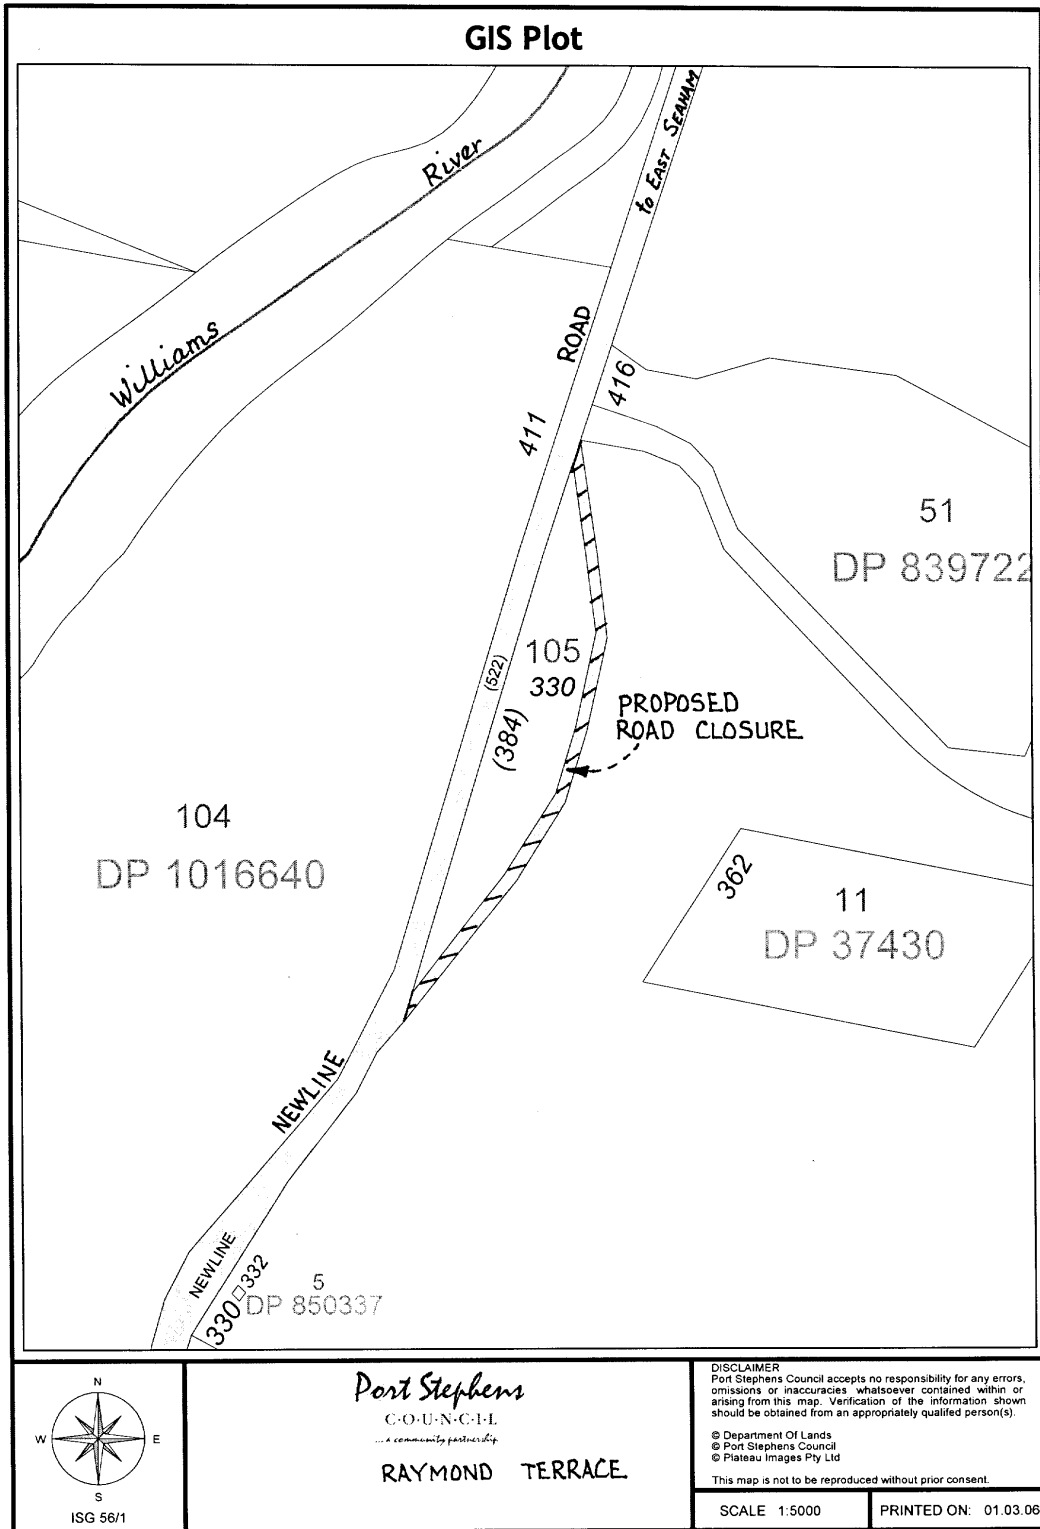 GIS Plot
to EAST SEAHAM
River
Williams
ROAD
416
411
51
DP 839722
105
330
(522)
(384)
PROPOSED
ROAD CLOSURE
104
DP 1016640
362
11
DP 37430
NEWLINE
NEWLINE
332
330
5
DP 850337
N
W
E
S
ISG 56/1
Port Stephens
C·O·U·N·C·I·L
... a community partnership
RAYMOND TERRACE
DISCLAIMER
Port Stephens Council accepts no responsibility for any errors,
omissions or inaccuracies whatsoever contained within or
arising from this map. Verification of the information shown
should be obtained from an appropriately qualifed person(s).
© Department Of Lands
© Port Stephens Council
© Plateau Images Pty Ltd
This map is not to be reproduced without prior consent.
SCALE 1:5000
PRINTED ON: 01.03.06